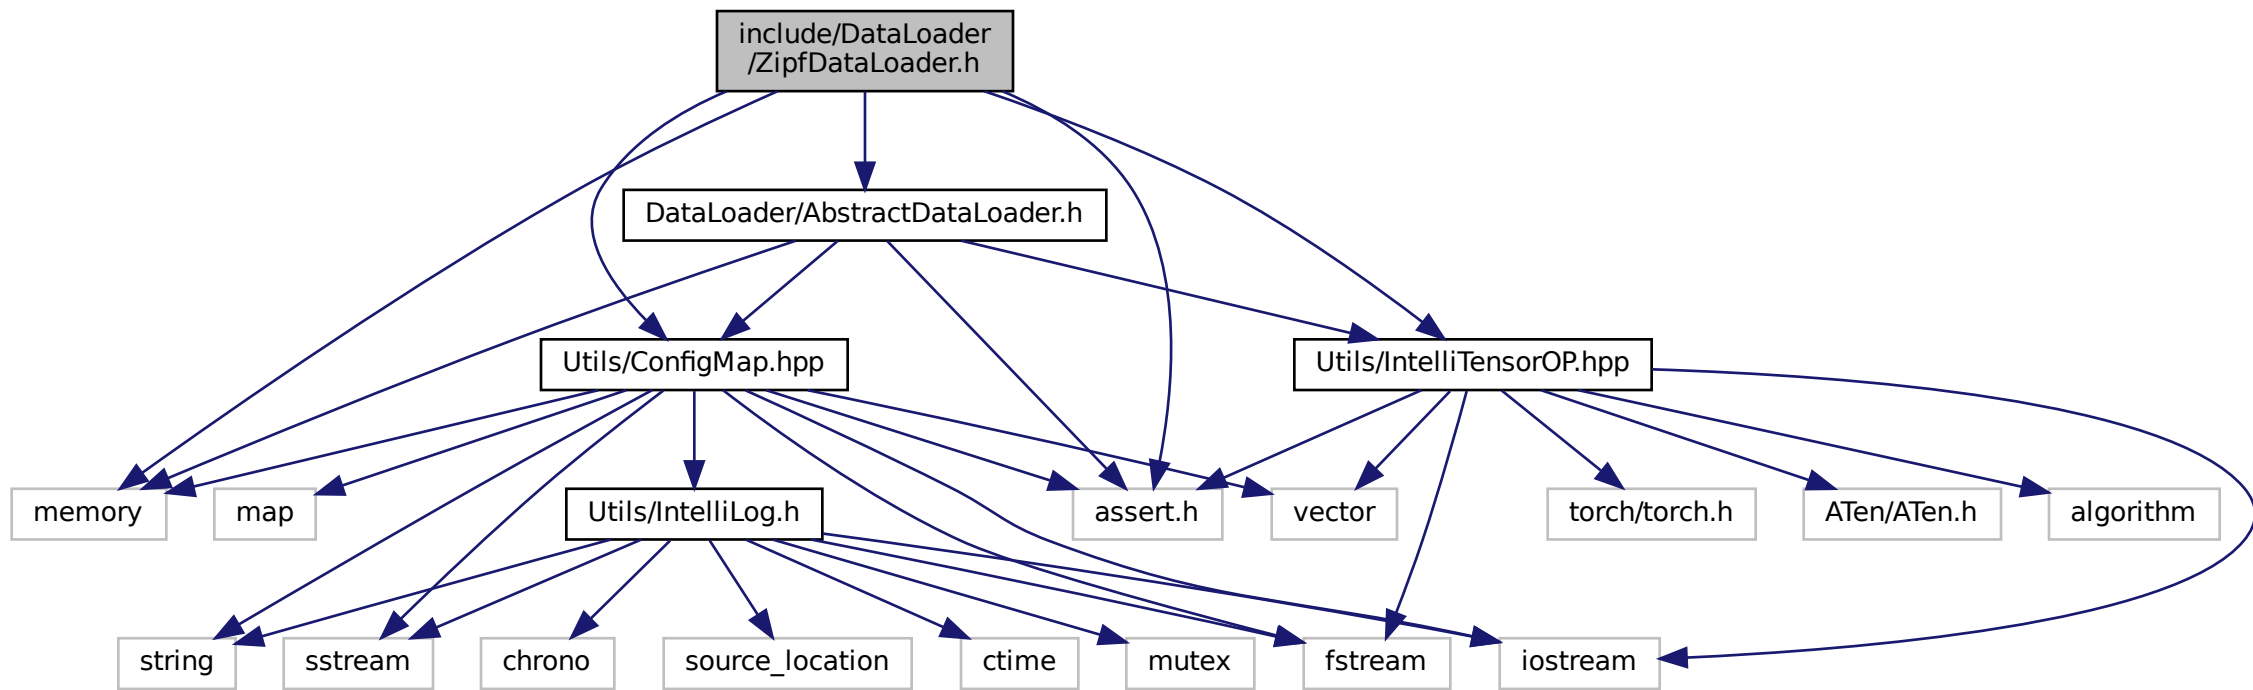 include/DataLoader
/ZipfDataLoader.h
DataLoader/AbstractDataLoader.h
Utils/ConfigMap.hpp
Utils/IntelliTensorOP.hpp
memory
map
Utils/IntelliLog.h
assert.h
vector
torch/torch.h
ATen/ATen.h
algorithm
string
sstream
chrono
source_location
ctime
mutex
fstream
iostream